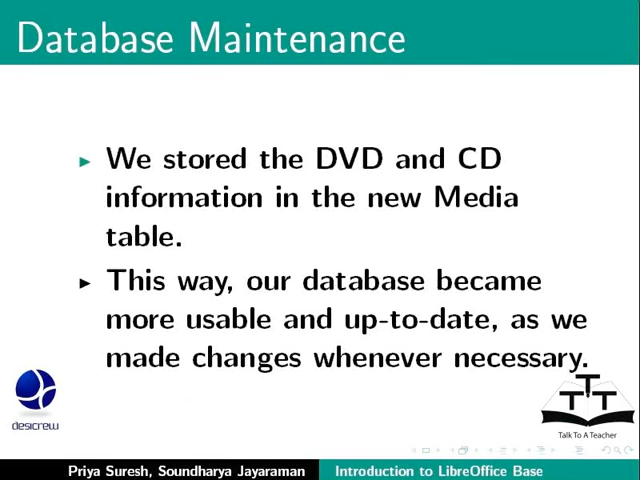 Database Maintenance
We stored the DVD and CD
information in the new Media
table.
This way, our database became
more usable and up-to-date, as we
made changes whenever necessary.
desicrew
TTT
Talk To A Teacher
Priya Suresh, Soundharya Jayaraman
Introduction to LibreOffice Base